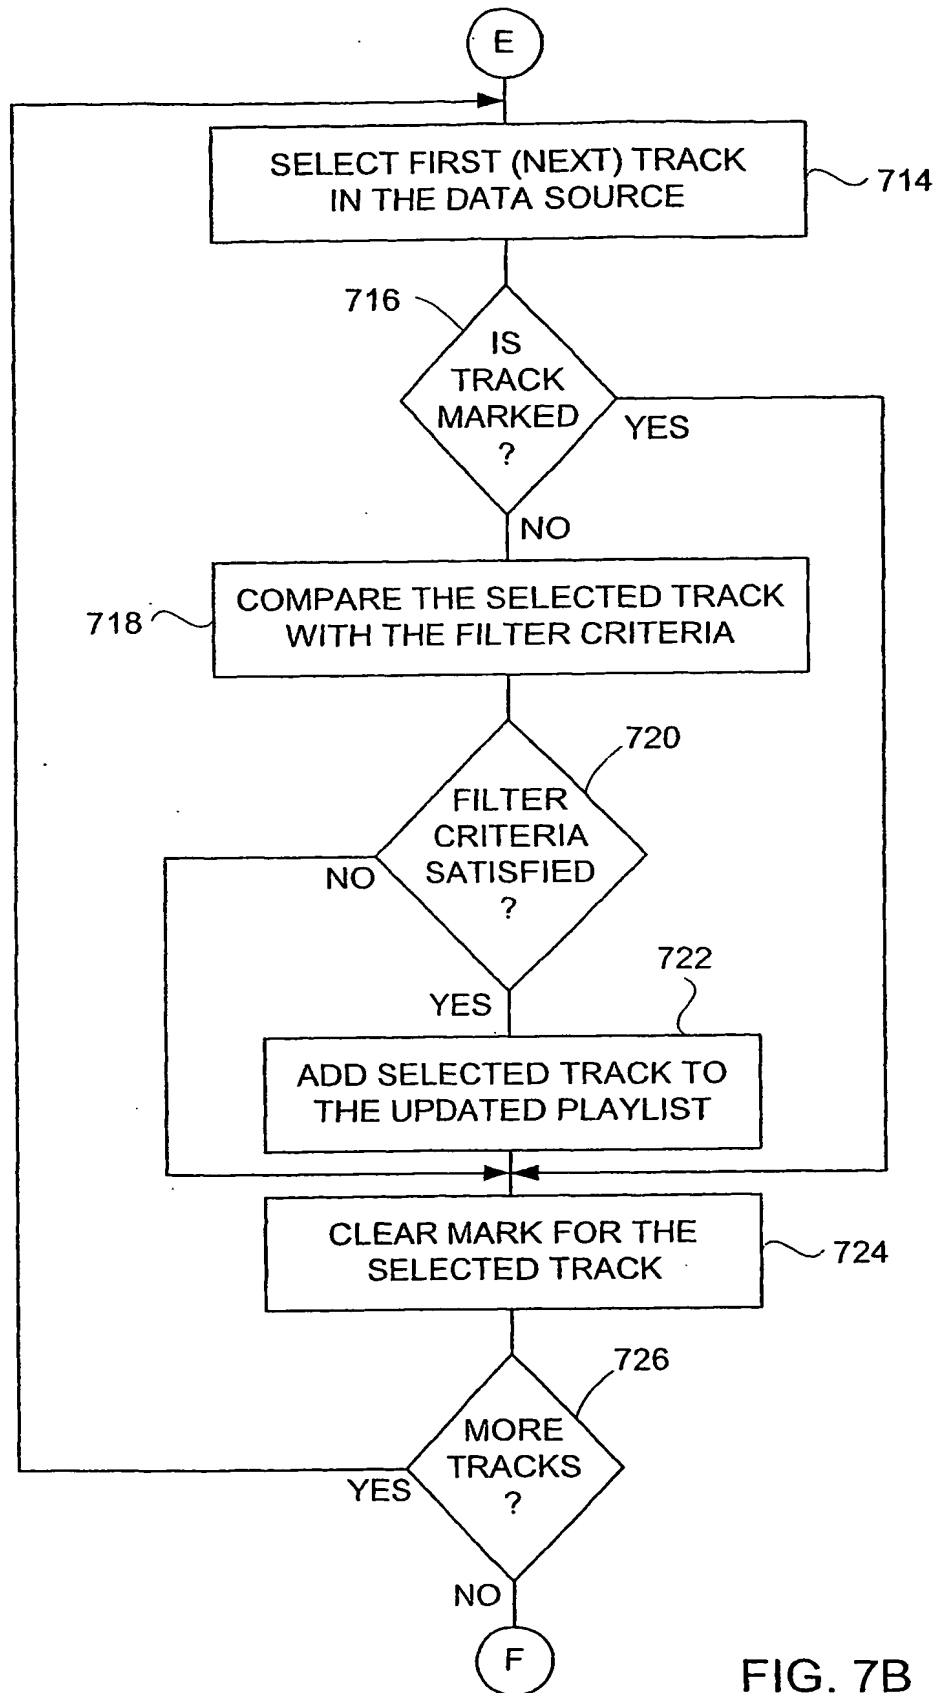 E
SELECT FIRST (NEXT) TRACK
IN THE DATA SOURCE
714
716
IS
TRACK
MARKED
?
YES
NO
COMPARE THE SELECTED TRACK
WITH THE FILTER CRITERIA
718
720
FILTER
CRITERIA
SATISFIED
?
NO
YES
722
ADD SELECTED TRACK TO
THE UPDATED PLAYLIST
CLEAR MARK FOR THE
SELECTED TRACK
724
726
MORE
TRACKS
?
YES
NO
F
FIG. 7B